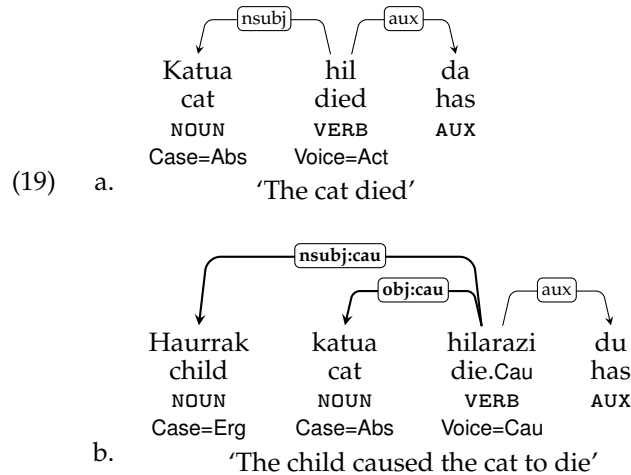 nsubj aux
Katua hil da
cat died has
NOUN VERB AUX
Case=Abs Voice=Act
(19) a. ‘The cat died’
nsubj:cau
obj:cau aux
Haurrak katua hilarazi du
child cat die.Cau has
NOUN NOUN VERB AUX
Case=Erg Case=Abs Voice=Cau
b. ‘The child caused the cat to die’